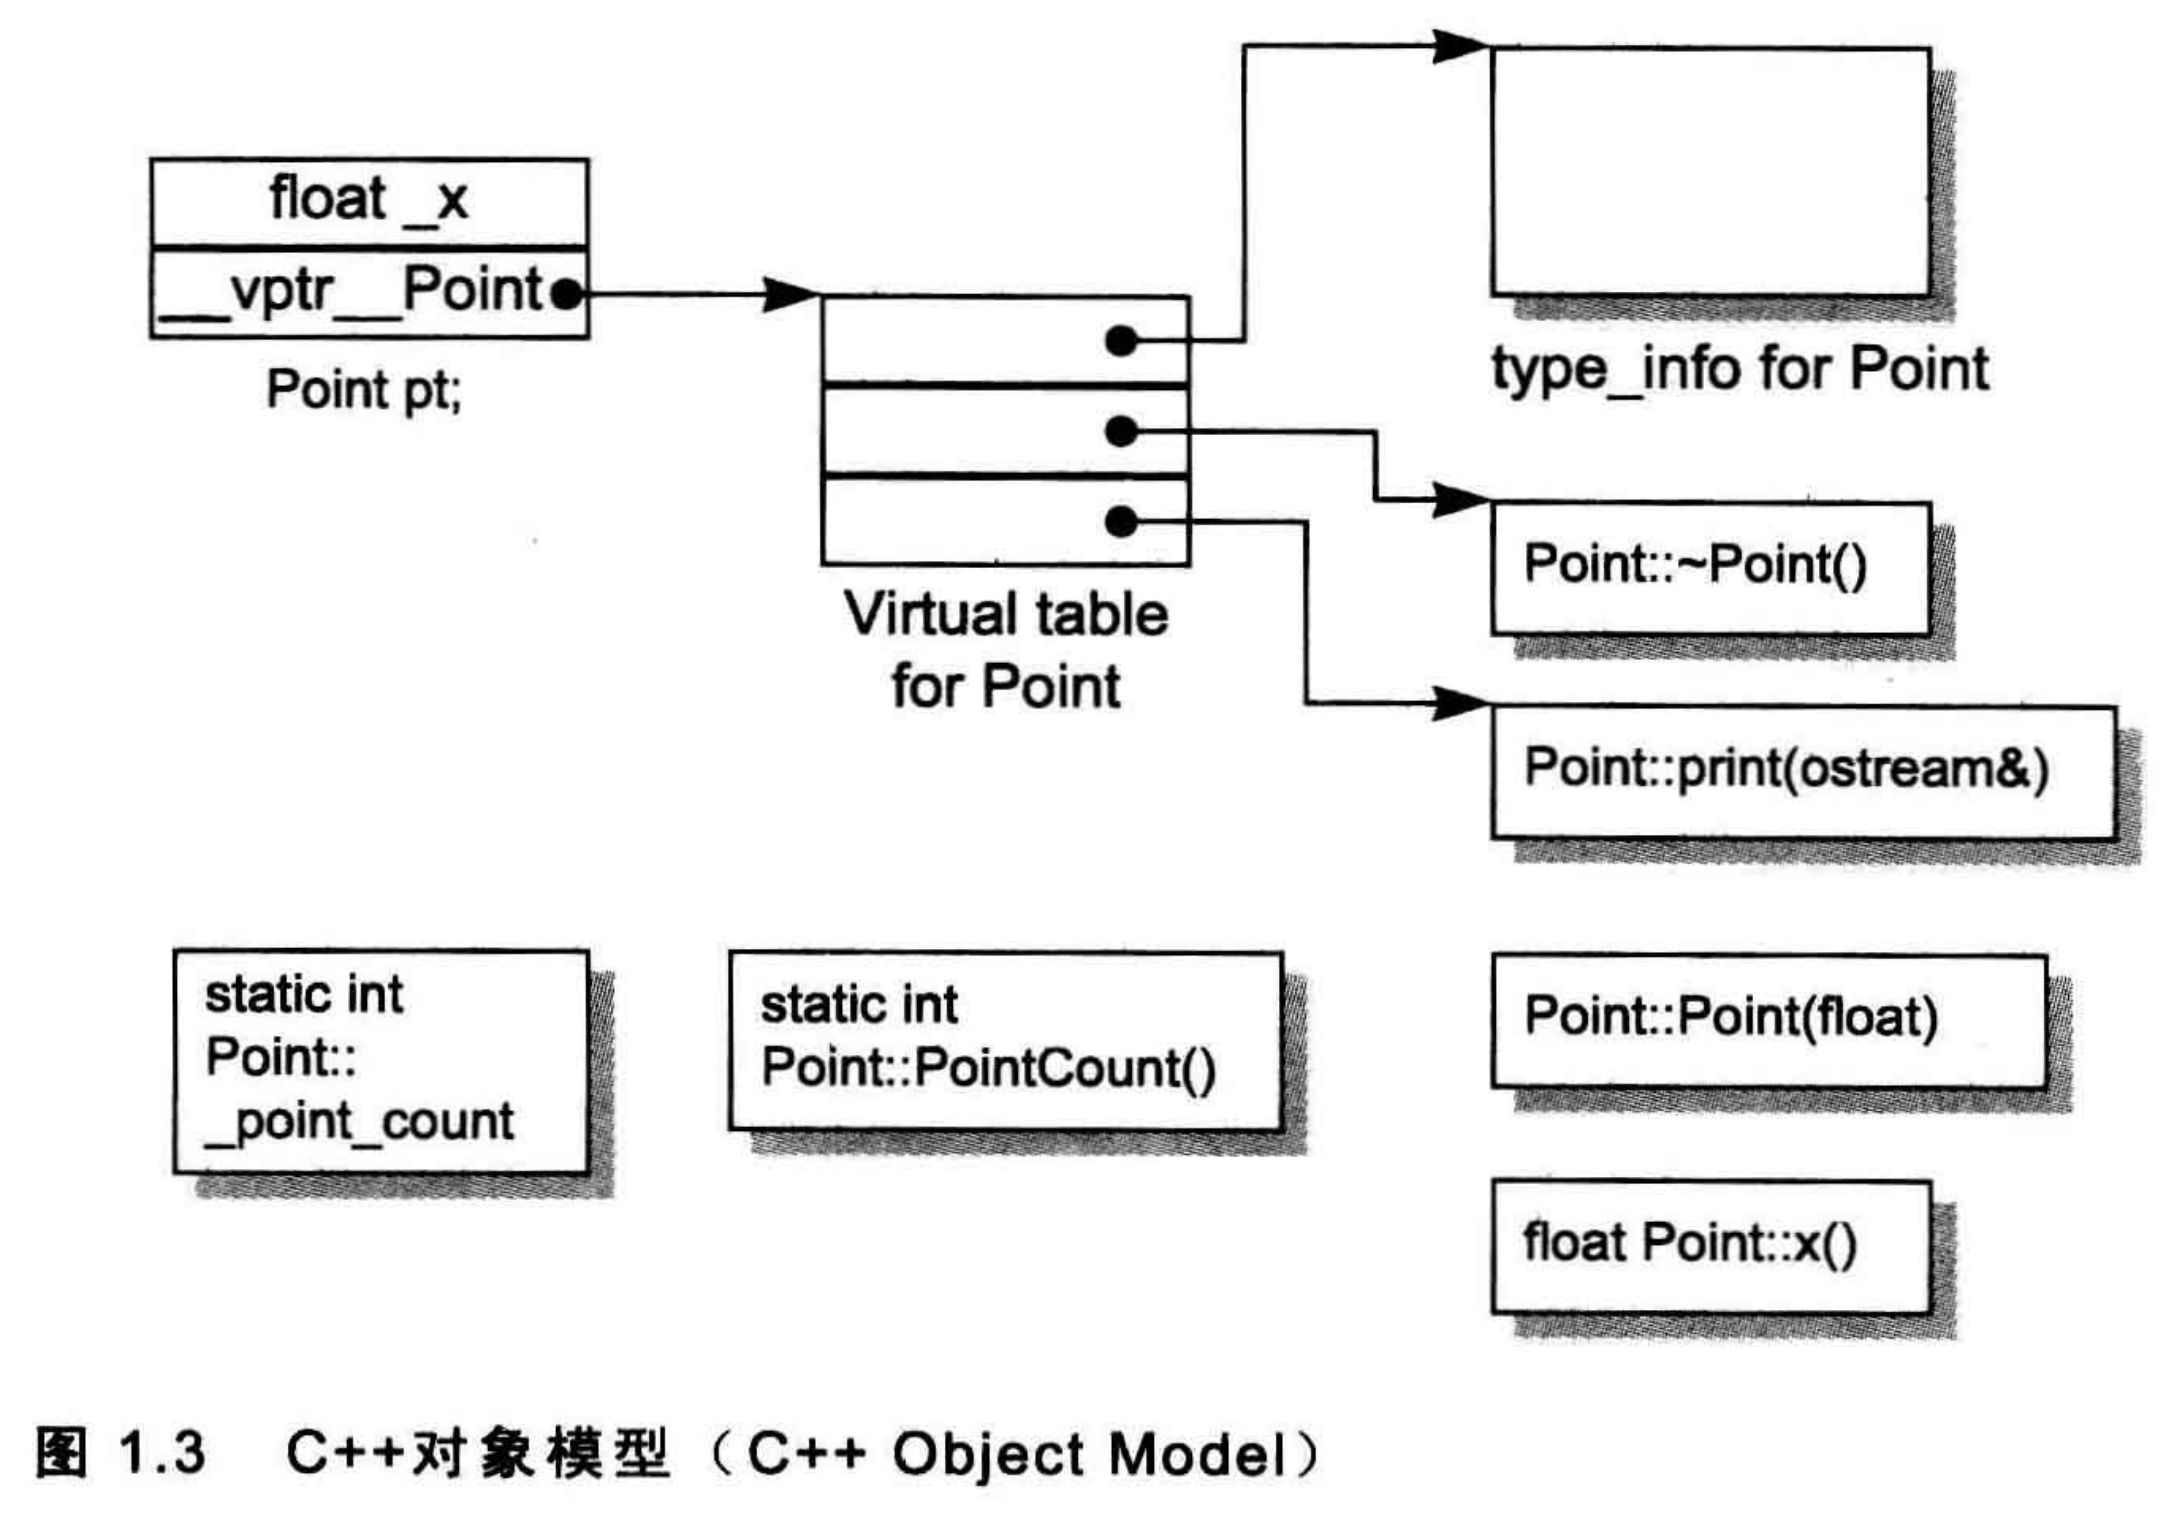 float _x
__vptr__Point
Point pt;
type_info for Point
Virtual table
for Point
Point::~Point()
Point::print(ostream&)
static int
Point::
_point_count
static int
Point::PointCount()
Point::Point(float)
float Point::x()
图 1.3 C++对象模型（C++ Object Model）